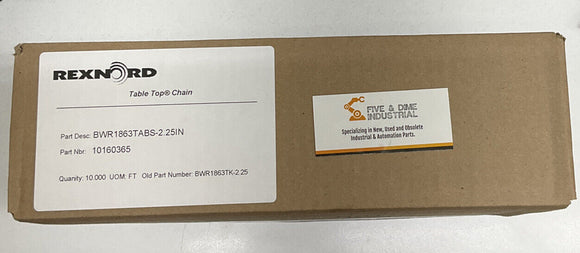 REXNORD
Table Top® Chain
Part Desc: BWR1863TABS-2.25IN
Part Nbr: 10160365
Quanity: 10.000 UOM: FT Old Part Number: BWR1863TK-2.25
FIVE & DIME
INDUSTRIAL
Specializing in New, Used and Obsolete
Industrial & Automation Parts.